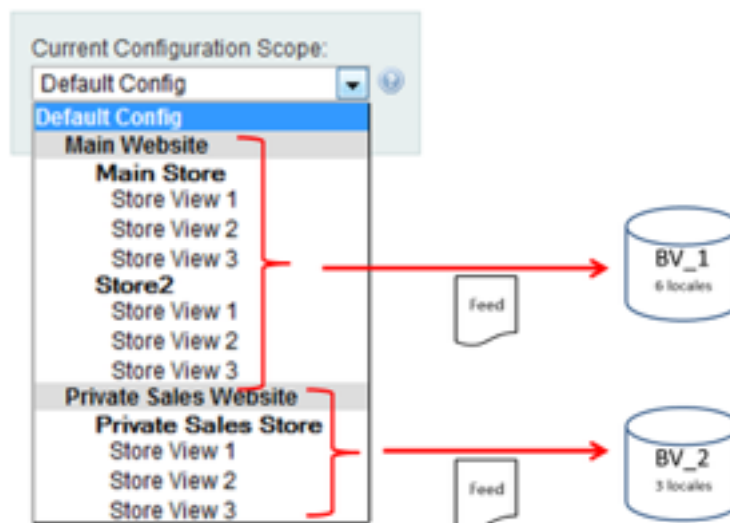 Current Configuration Scope:
Default Config
Default Config
Main Website
Main Store
Store View 1
Store View 2
Store View 3
Store2
Store View 1
Store View 2
Store View 3
Private Sales Website
Private Sales Store
Store View 1
Store View 2
Store View 3
Feed
BV_1
6 locales
Feed
BV_2
3 locales